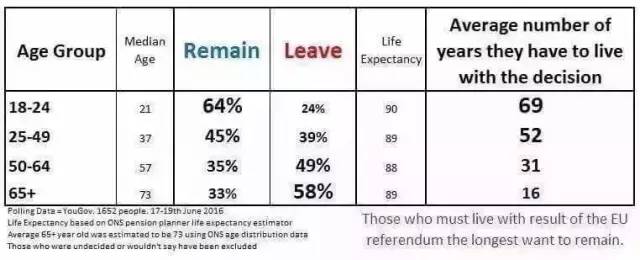 Age Group Median Age Remain Leave Life Expectancy Average number of years they have to live with the decision
18-24 21 64% 24% 90 69
25-49 37 45% 39% 89 52
50-64 57 35% 49% 88 31
65+ 73 33% 58% 89 16
Polling Data = YouGov. 1652 people. 17-19th June 2016
Life Expectancy based on ONS pension planner life expectancy estimator
Average 65+ year old was estimated to be 73 using ONS age distribution data
Those who were undecided or wouldn't say have been excluded
Those who must live with result of the EU
referendum the longest want to remain.